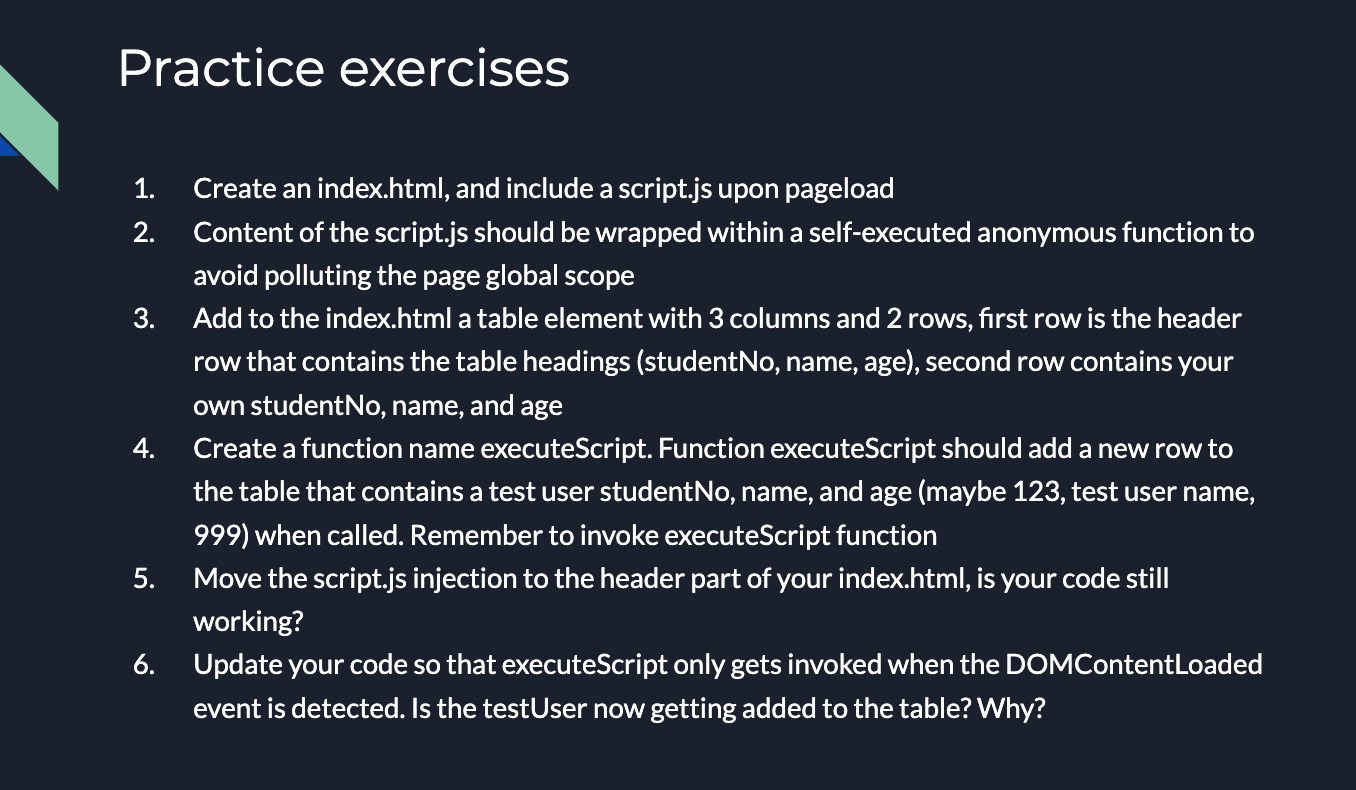 Practice exercises
1. Create an index.html, and include a script.js upon pageload
2. Content of the script.js should be wrapped within a self-executed anonymous function to
avoid polluting the page global scope
3. Add to the index.html a table element with 3 columns and 2 rows, first row is the header
row that contains the table headings (studentNo, name, age), second row contains your
own studentNo, name, and age
4. Create a function name executeScript. Function executeScript should add a new row to
the table that contains a test user studentNo, name, and age (maybe 123, test user name,
999) when called. Remember to invoke executeScript function
5. Move the script.js injection to the header part of your index.html, is your code still
working?
6. Update your code so that executeScript only gets invoked when the DOMContentLoaded
event is detected. Is the testUser now getting added to the table? Why?